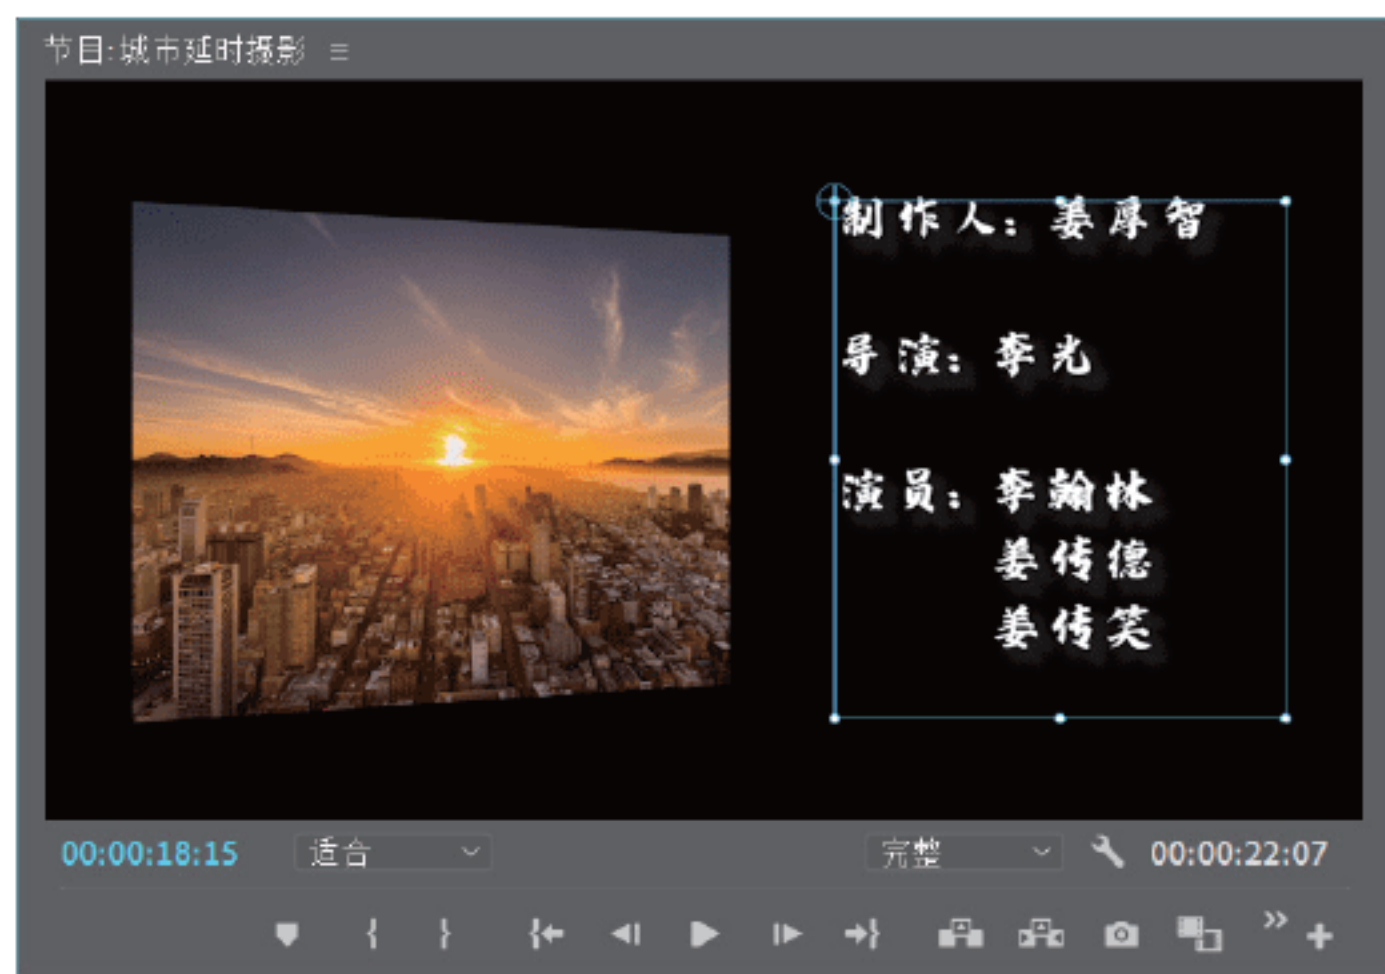 节目:城市延时摄影
制作人：姜厚智
导演：李光
演员：李翰林
姜传德
姜传笑
00:00:18:15 适合 完整 00:00:22:07